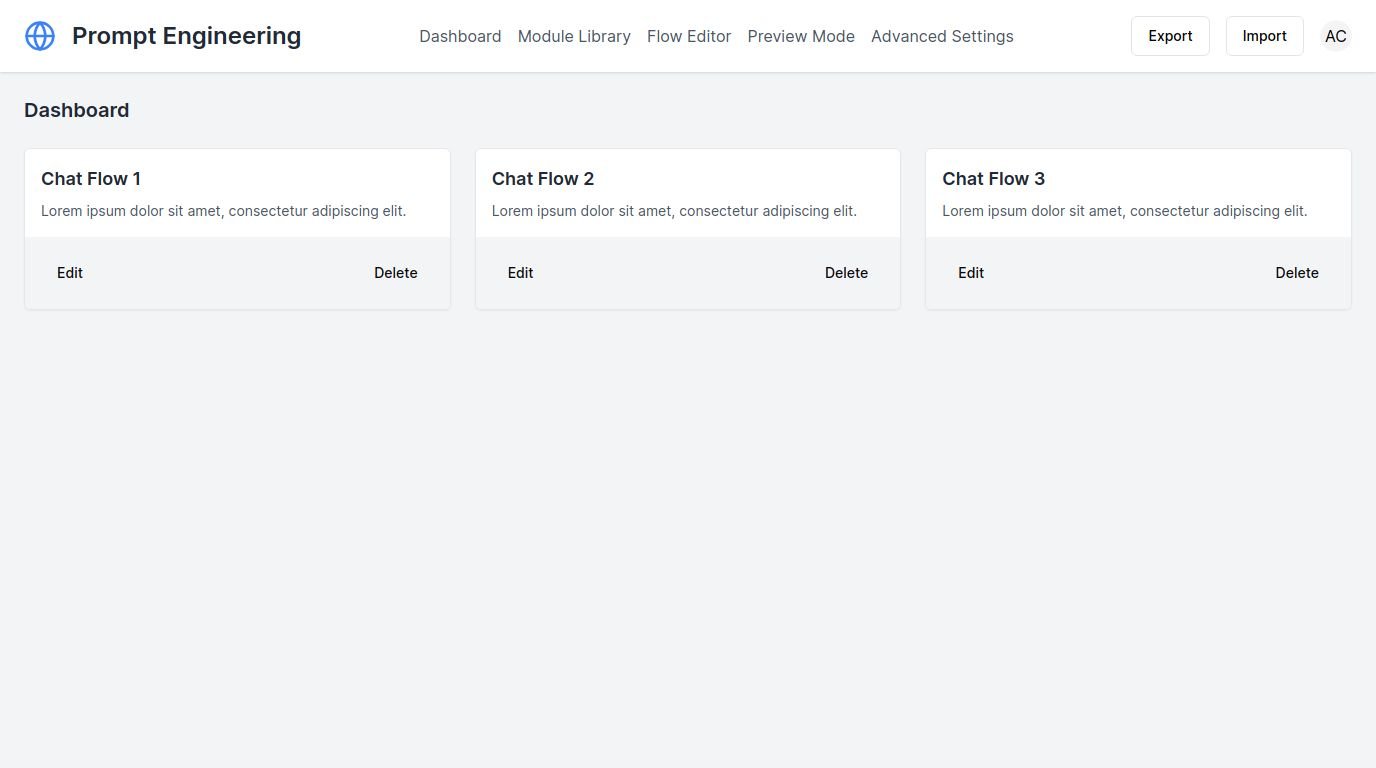 Prompt Engineering
Dashboard Module Library Flow Editor Preview Mode Advanced Settings
Export Import AC
Dashboard
Chat Flow 1
Lorem ipsum dolor sit amet, consectetur adipiscing elit.
Edit Delete
Chat Flow 2
Lorem ipsum dolor sit amet, consectetur adipiscing elit.
Edit Delete
Chat Flow 3
Lorem ipsum dolor sit amet, consectetur adipiscing elit.
Edit Delete